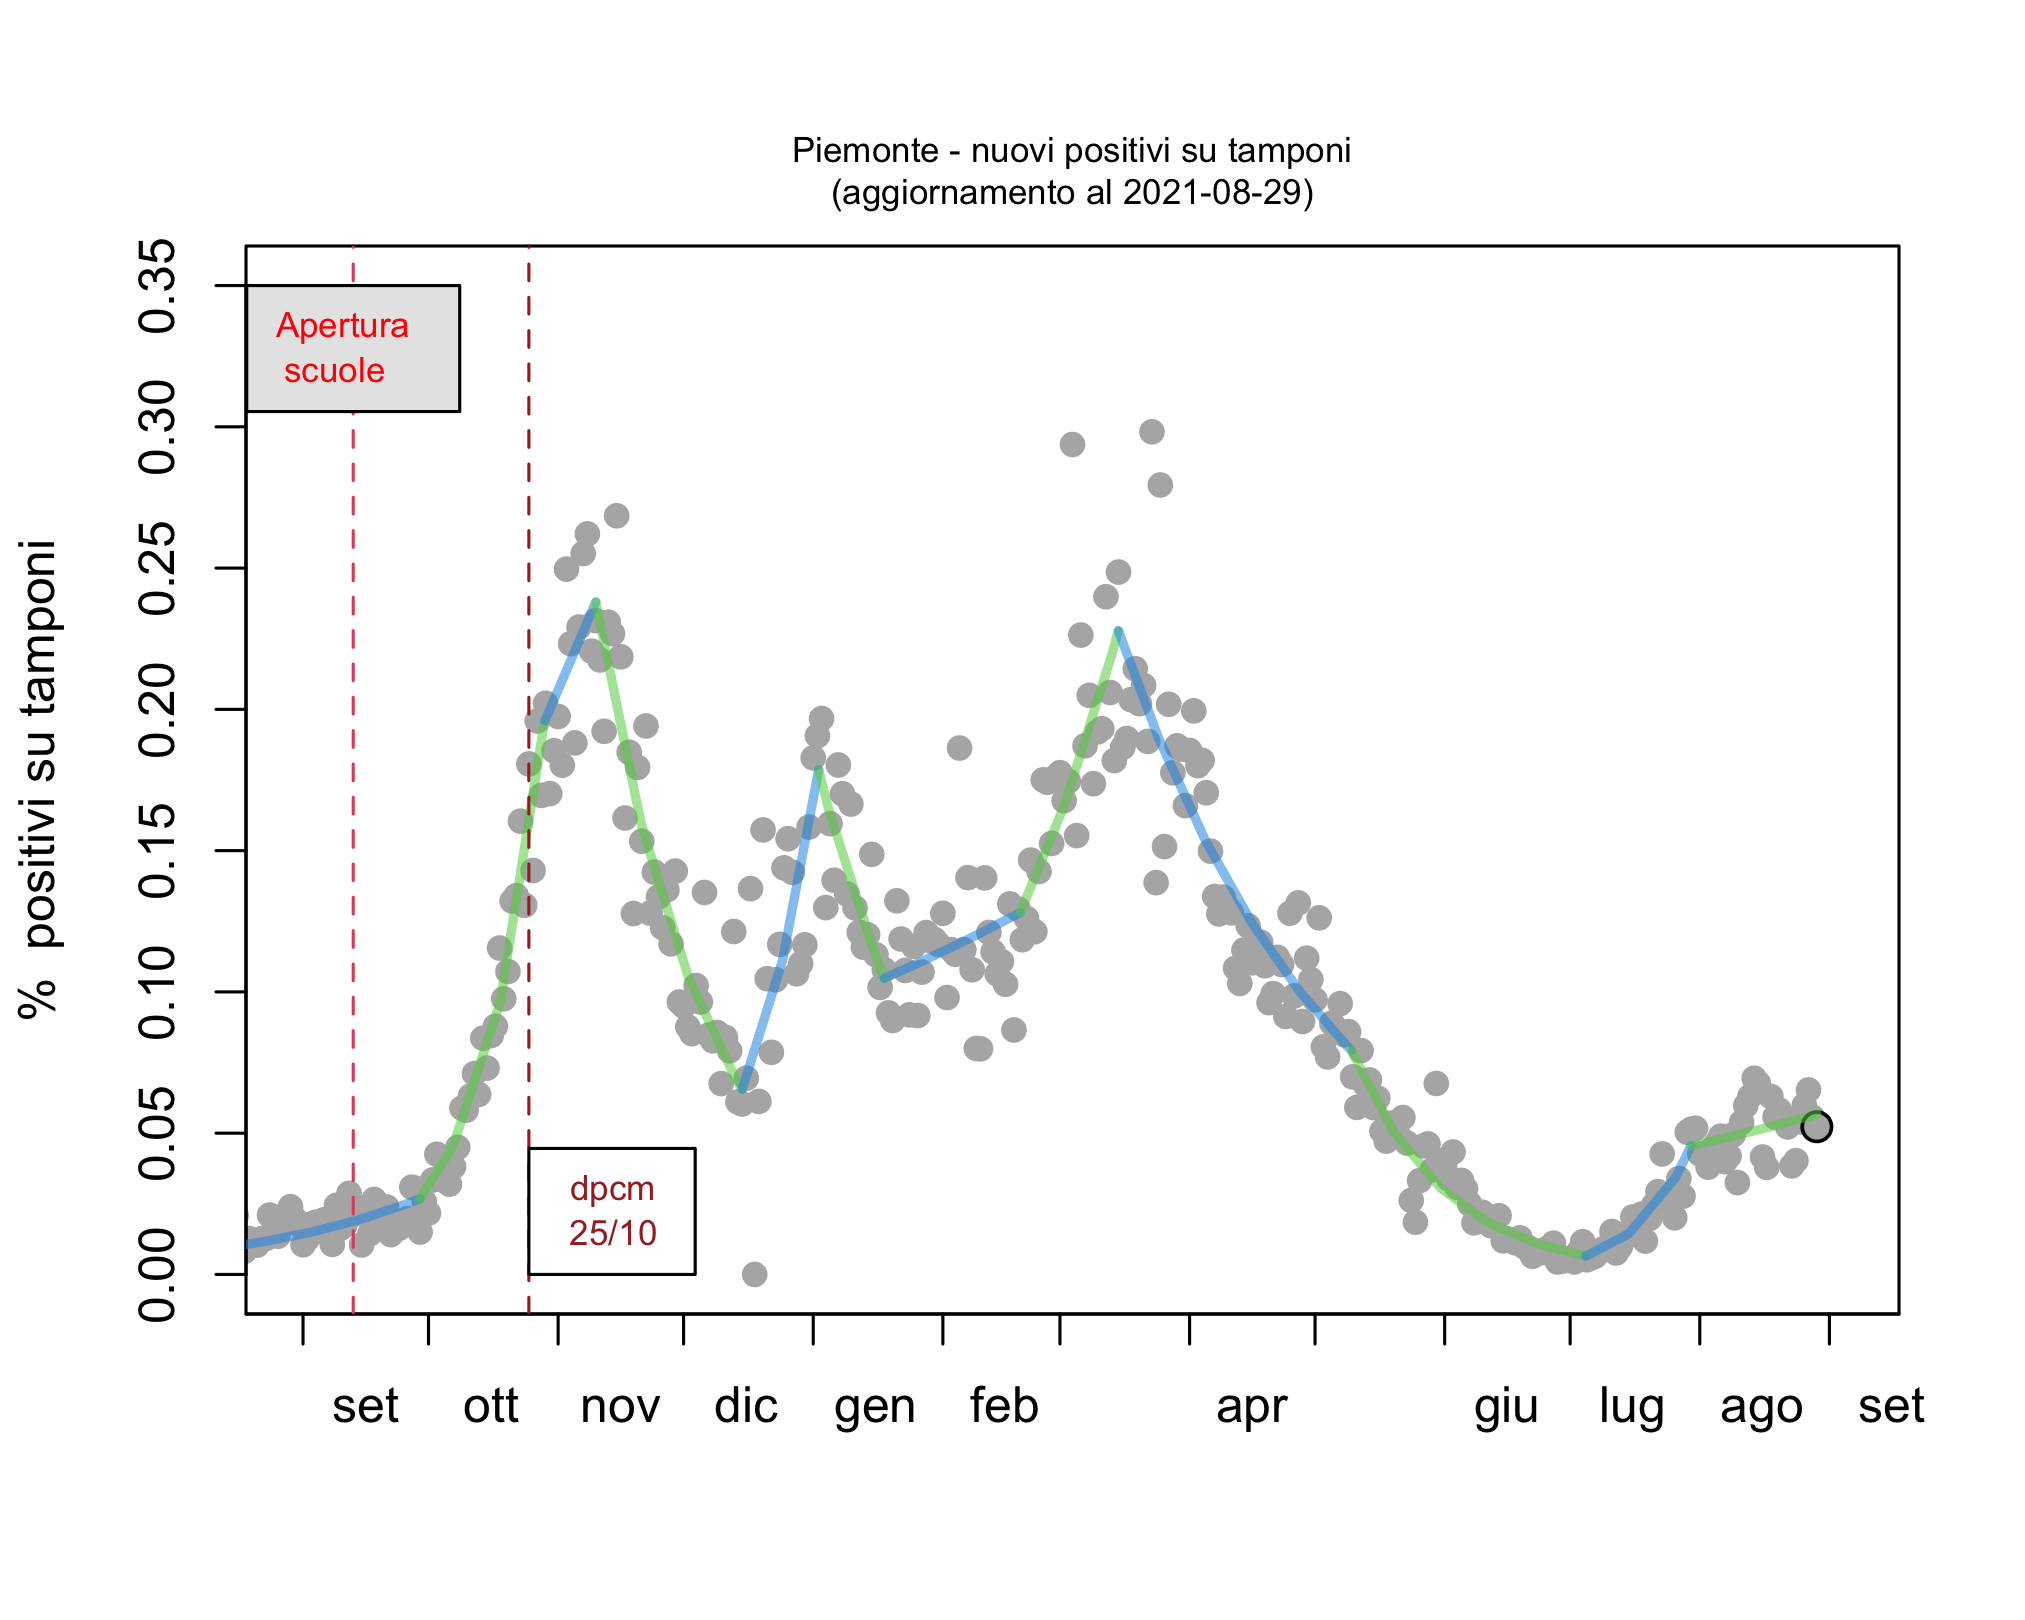 Piemonte - nuovi positivi su tamponi
(aggiornamento al 2021-08-29)
% positivi su tamponi
0.35
0.30
0.25
0.20
0.15
0.10
0.05
0.00
Apertura
scuole
dpcm
25/10
set ott nov dic gen feb apr giu lug ago set